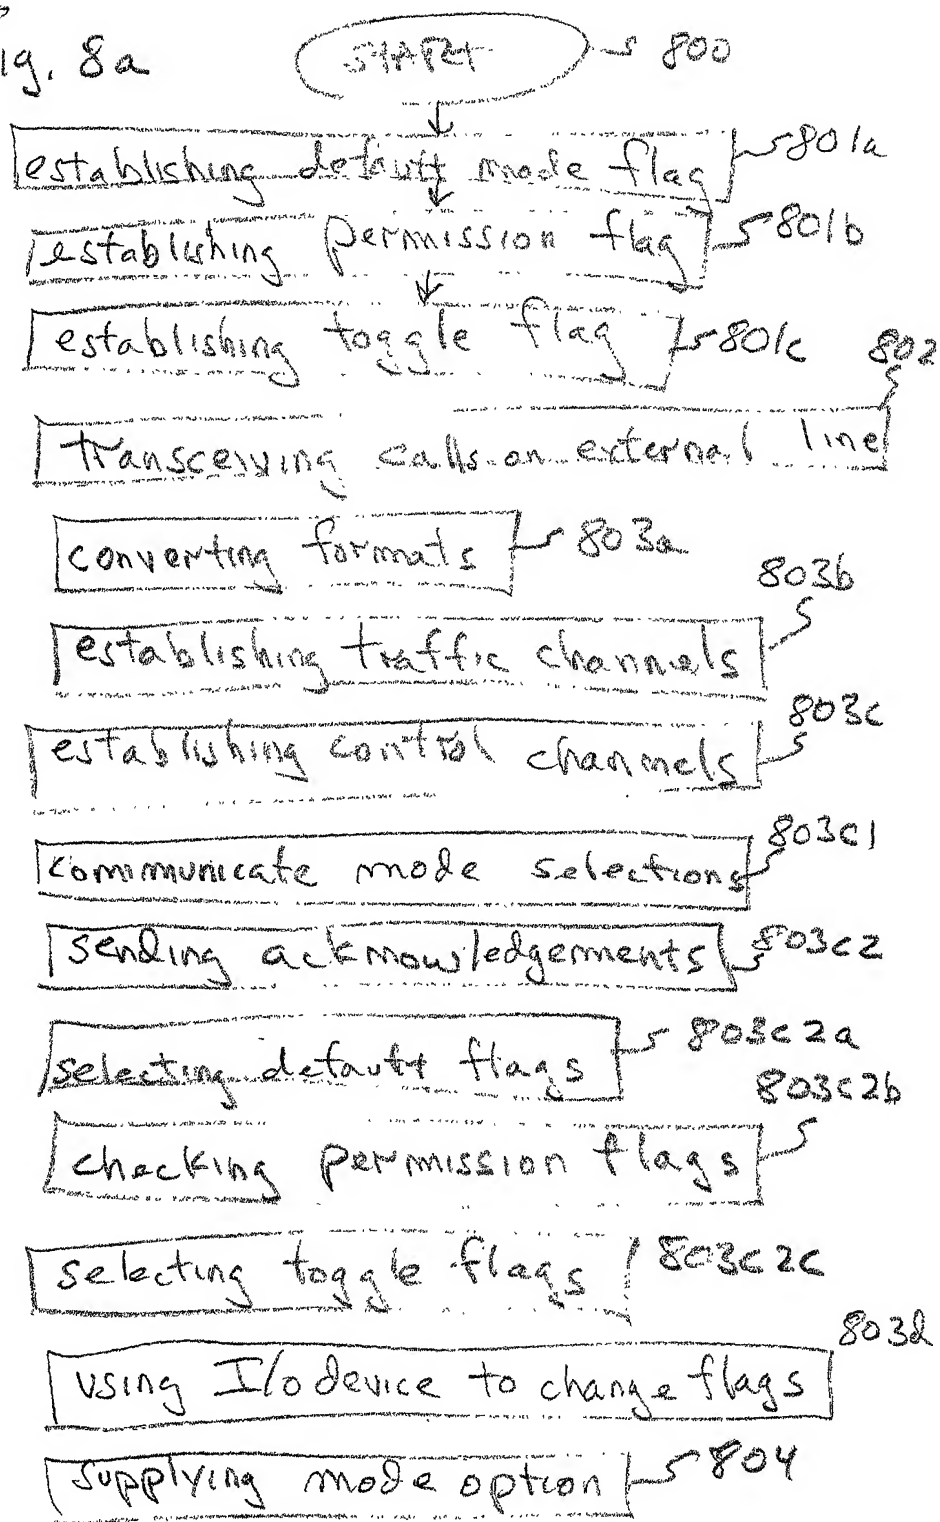 ig. 8a
START 800
establishing default mode flag 801a
establishing permission flag 801b
establishing toggle flag 801c
802
transceiving calls on external line
converting formats 803a
803b
establishing traffic channels
803c
establishing control channels
803c1
communicate mode selections
sending acknowledgements 803c2
803c2a
selecting default flags
803c2b
checking permission flags
selecting toggle flags 803c2c
803d
using I/O device to change flags
supplying mode option 804